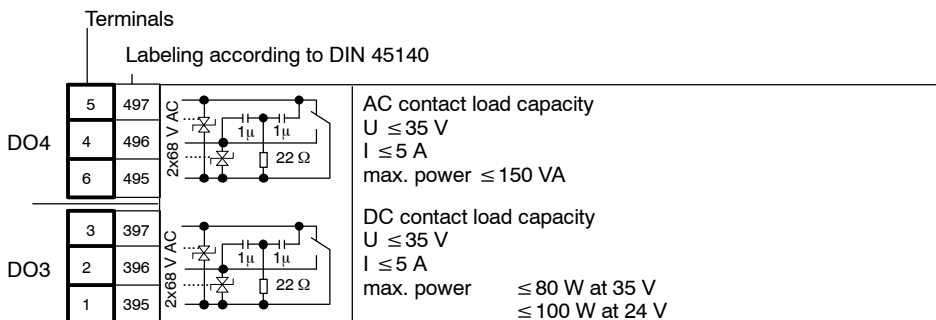 Terminals
Labeling according to DIN 45140
DO4
5 497
4 496
6 495
2x68 V AC
1µ 1µ
22 Ω
AC contact load capacity
U ≤ 35 V
I ≤ 5 A
max. power ≤ 150 VA
DO3
3 397
2 396
1 395
2x68 V AC
1µ 1µ
22 Ω
DC contact load capacity
U ≤ 35 V
I ≤ 5 A
max. power ≤ 80 W at 35 V
≤ 100 W at 24 V